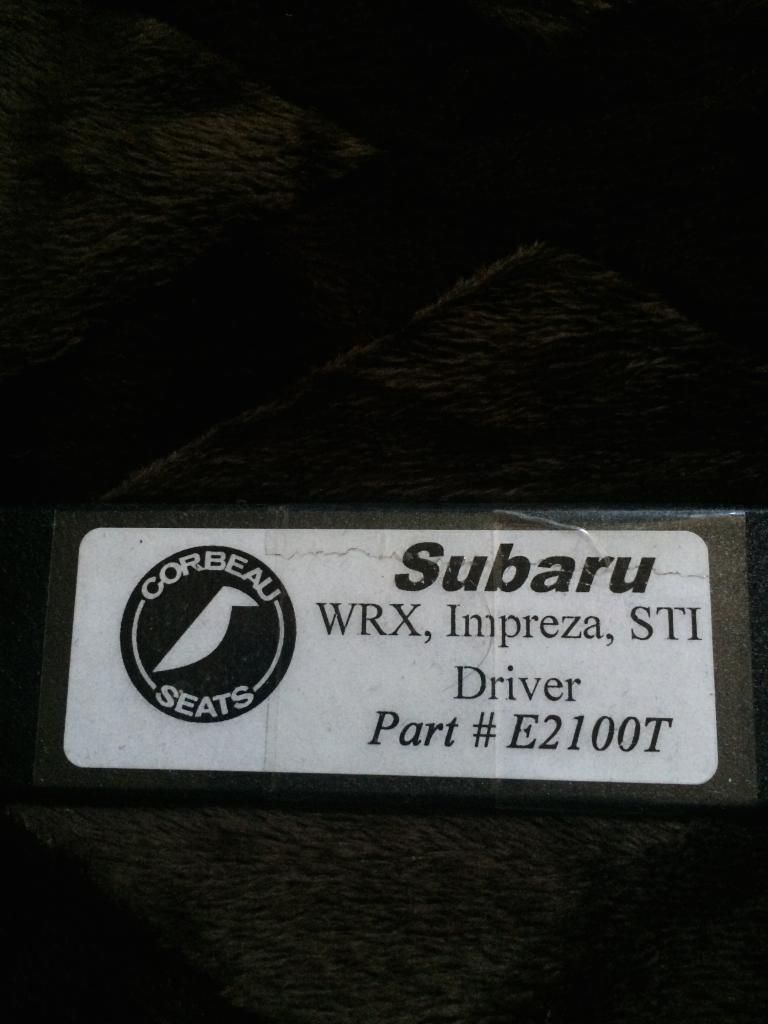 CORBEAU
SEATS
Subaru
WRX, Impreza, STI
Driver
Part # E2100T